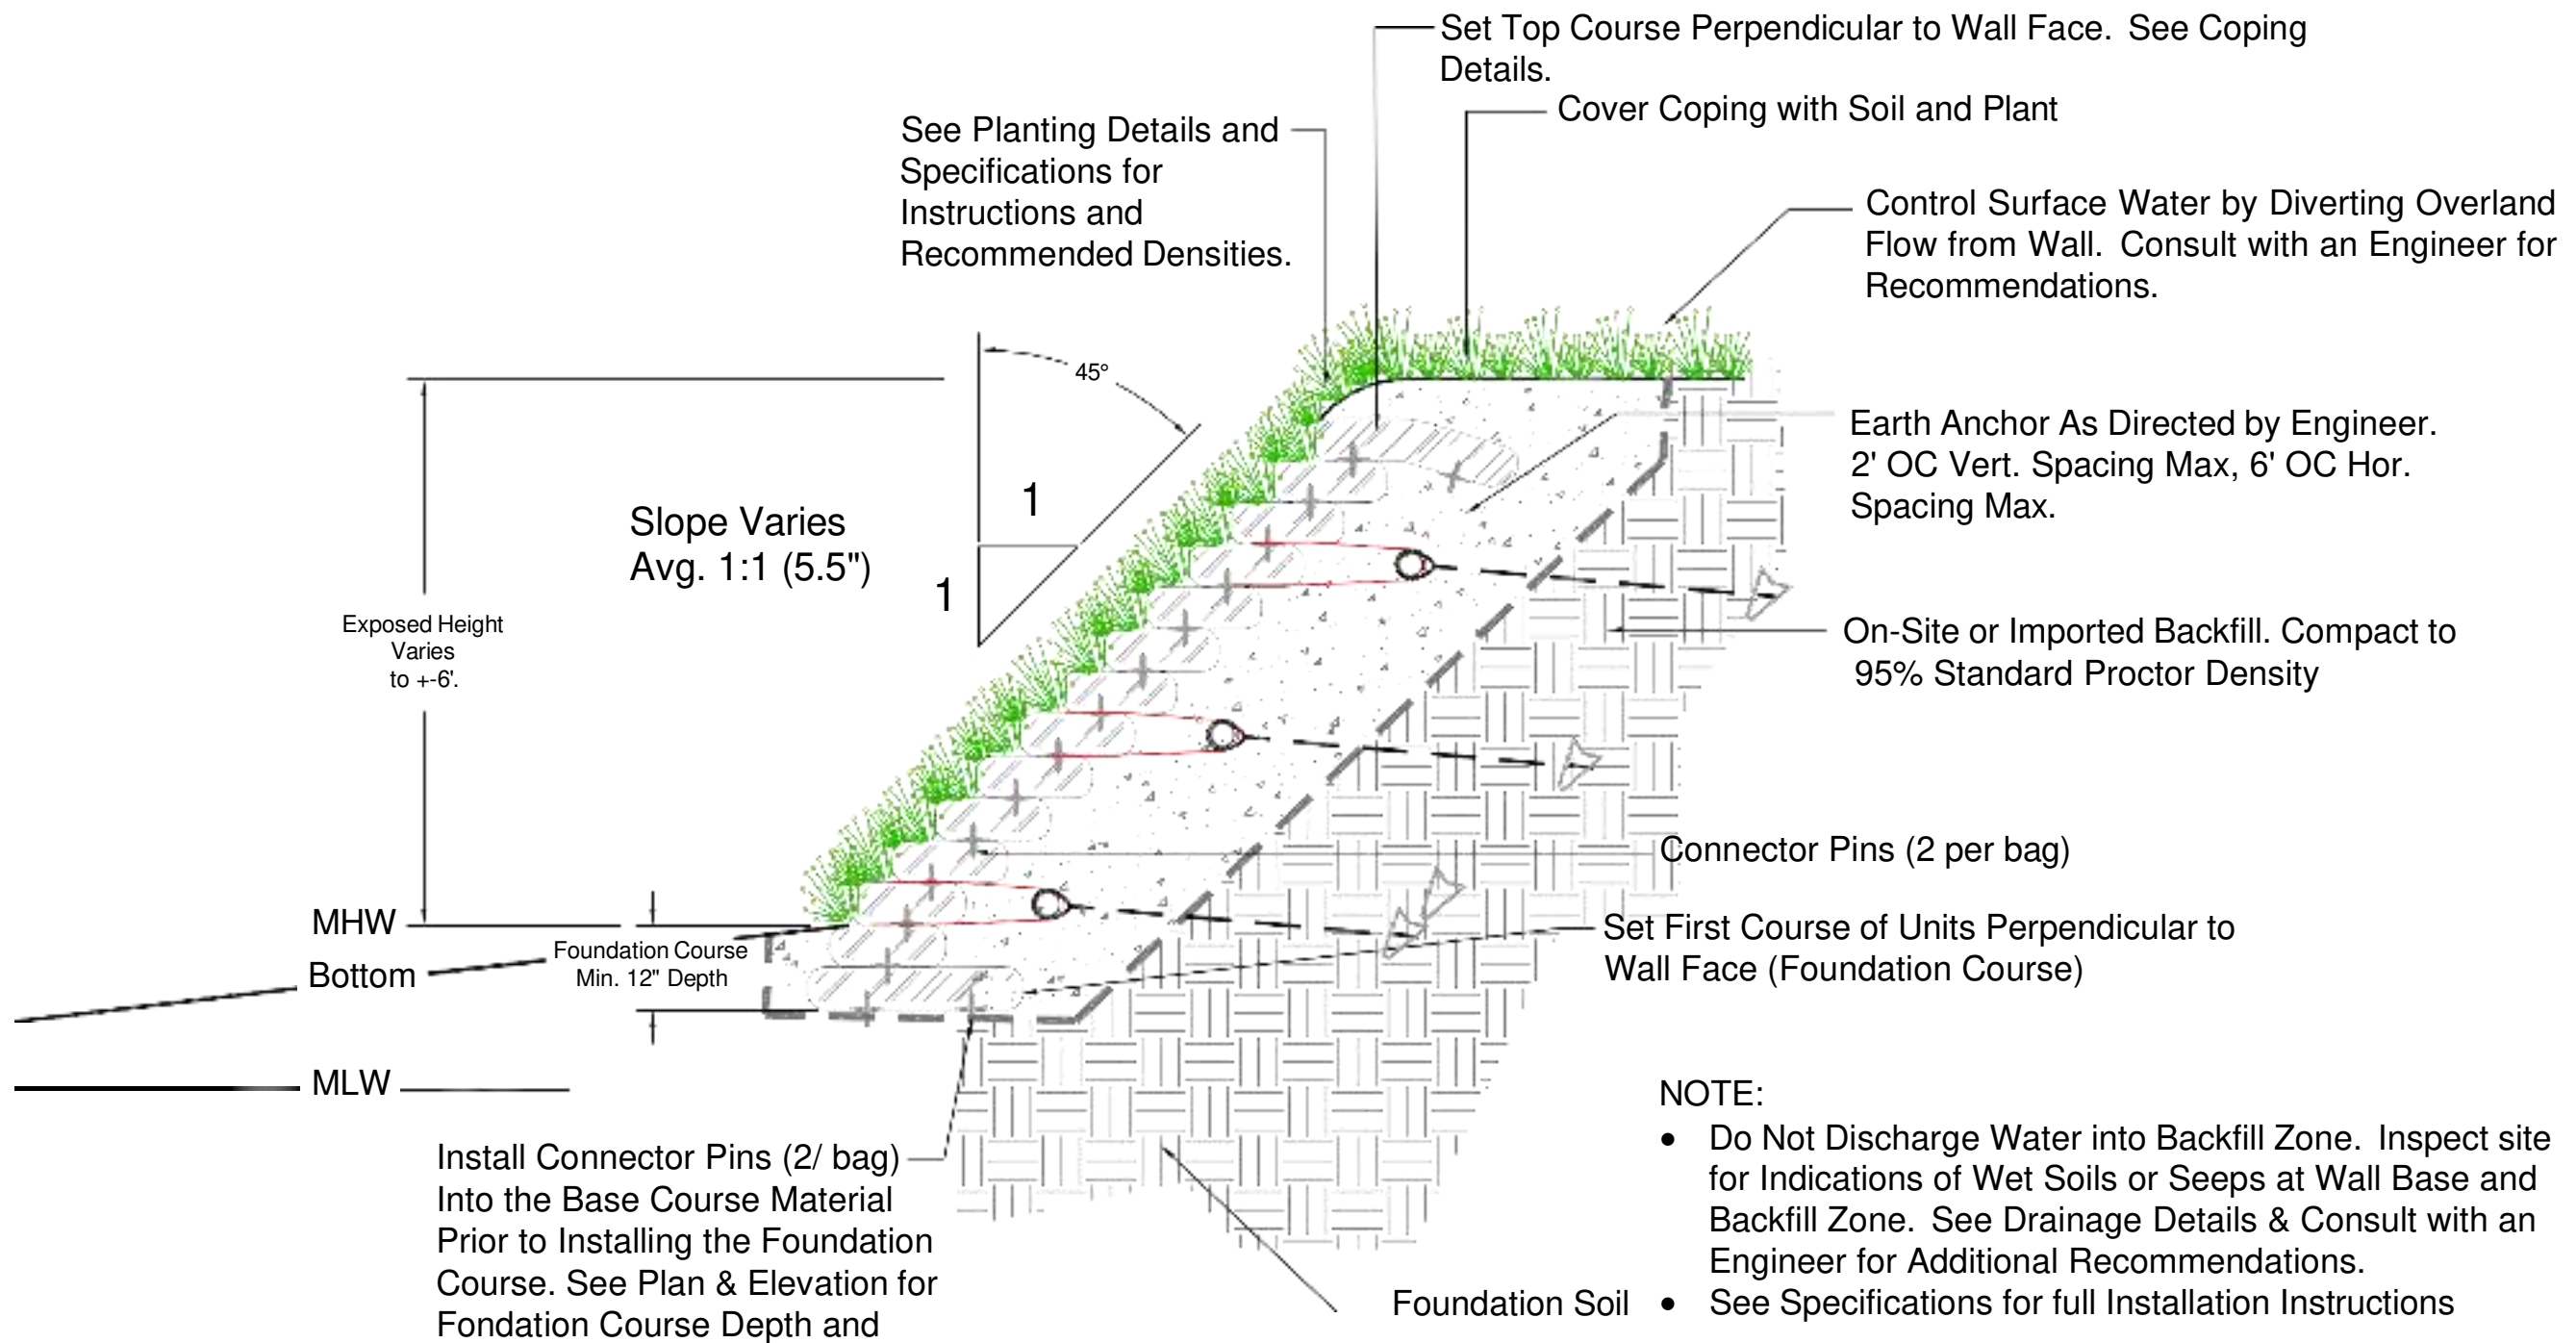 Set Top Course Perpendicular to Wall Face. See Coping
Details.
Cover Coping with Soil and Plant
See Planting Details and
Specifications for
Instructions and
Recommended Densities.
Control Surface Water by Diverting Overland
Flow from Wall. Consult with an Engineer for
Recommendations.
45°
1
1
Slope Varies
Avg. 1:1 (5.5")
Earth Anchor As Directed by Engineer.
2' OC Vert. Spacing Max, 6' OC Hor.
Spacing Max.
Exposed Height
Varies
to +-6'.
On-Site or Imported Backfill. Compact to
95% Standard Proctor Density
Connector Pins (2 per bag)
MHW
Bottom
Foundation Course
Min. 12" Depth
Set First Course of Units Perpendicular to
Wall Face (Foundation Course)
MLW
Install Connector Pins (2/ bag)
Into the Base Course Material
Prior to Installing the Foundation
Course. See Plan & Elevation for
Fondation Course Depth and
Foundation Soil
NOTE:
• Do Not Discharge Water into Backfill Zone. Inspect site
for Indications of Wet Soils or Seeps at Wall Base and
Backfill Zone. See Drainage Details & Consult with an
Engineer for Additional Recommendations.
• See Specifications for full Installation Instructions